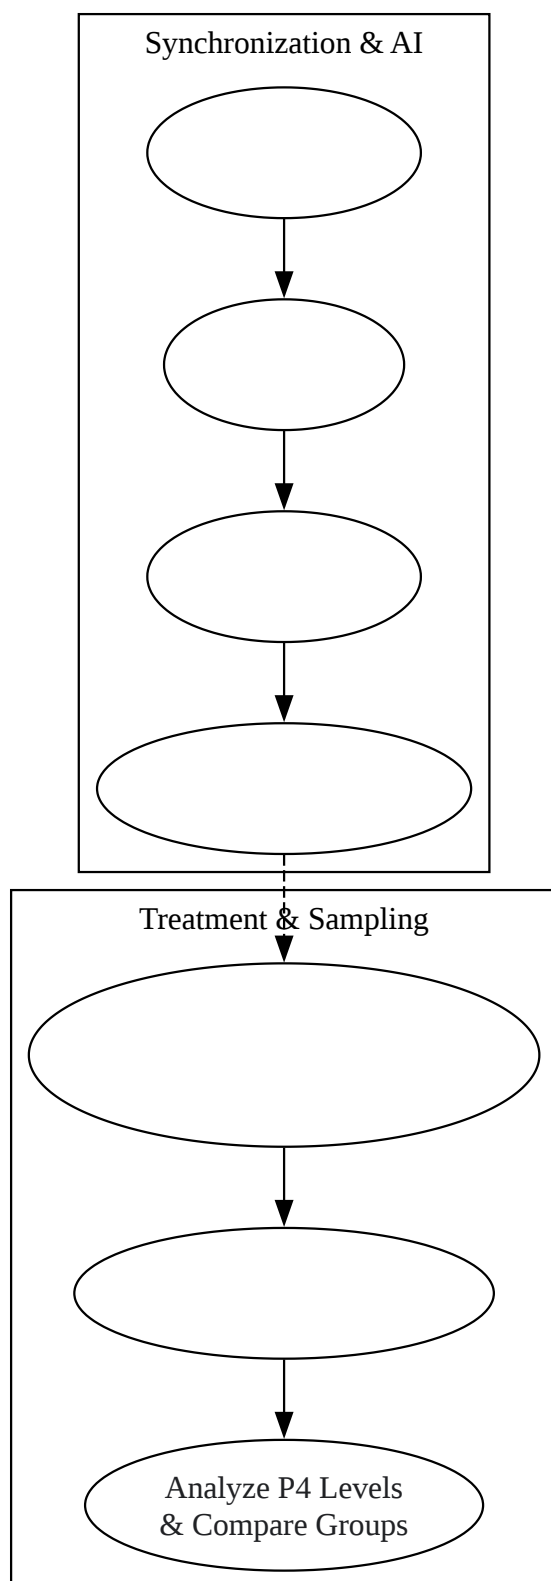 Synchronization & AI
Treatment & Sampling
Analyze P4 Levels
& Compare Groups